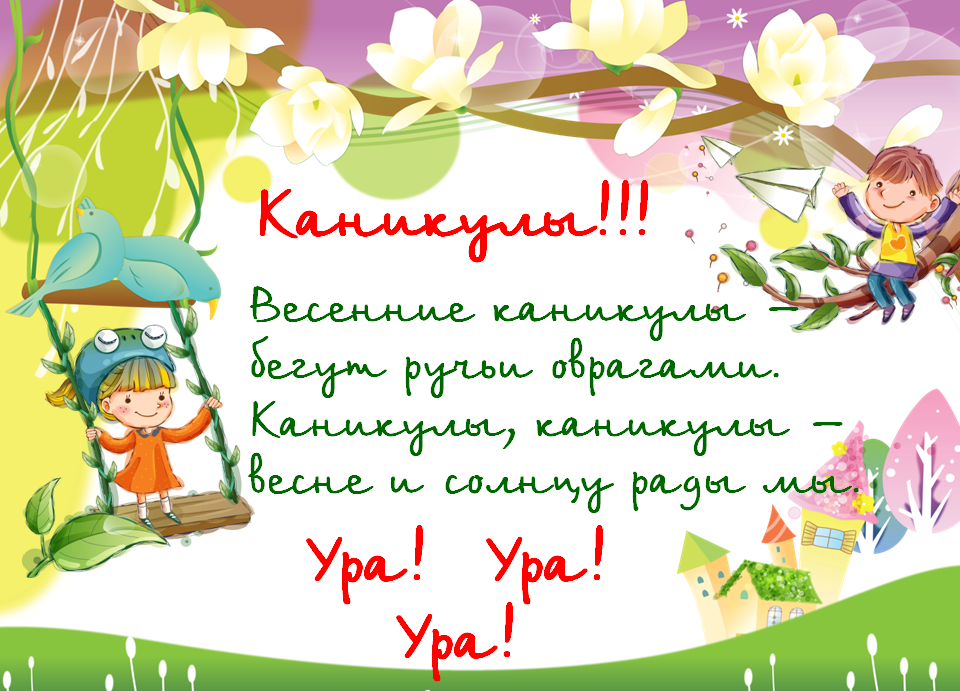 Каникулы!!!
Весенние каникулы –
бегут ручьи оврагами.
Каникулы, каникулы –
весне и солнцу рады мы.
Ура! Ура!
Ура!